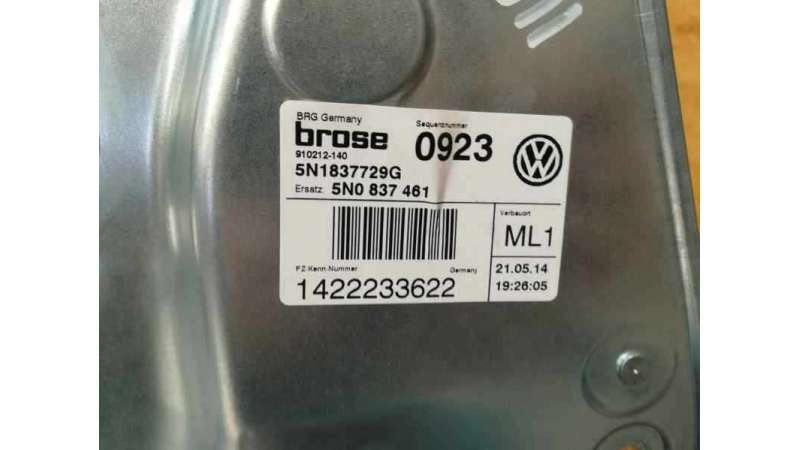 BRG Germany
brose
910212-140
Sequenznummer
0923
VW
5N1837729G
Ersatz: 5N0 837 461
FZ-Kenn-Nummer Germany
1422233622
Verbauort
ML1
21.05.14
19:26:05